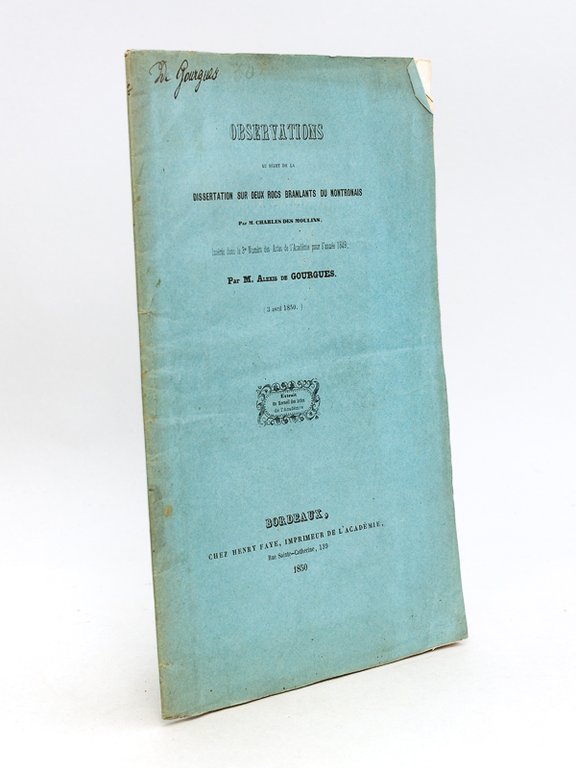 De Gourgues
OBSERVATIONS
AU SUJET DE LA
DISSERTATION SUR DEUX ROCS BRANLANTS DU NONTRONAIS
Par M. CHARLES DES MOULINS,
Insérée dans le 3e Numéro des Actes de l'Académie pour l'année 1849;
Par M. Alexis de GOURGUES.
( 3 avril 1850. )
Extrait
du Recueil des Actes
de l'Académie
BORDEAUX,
CHEZ HENRY FAYE, IMPRIMEUR DE L'ACADÉMIE,
Rue Sainte-Catherine, 139
1850